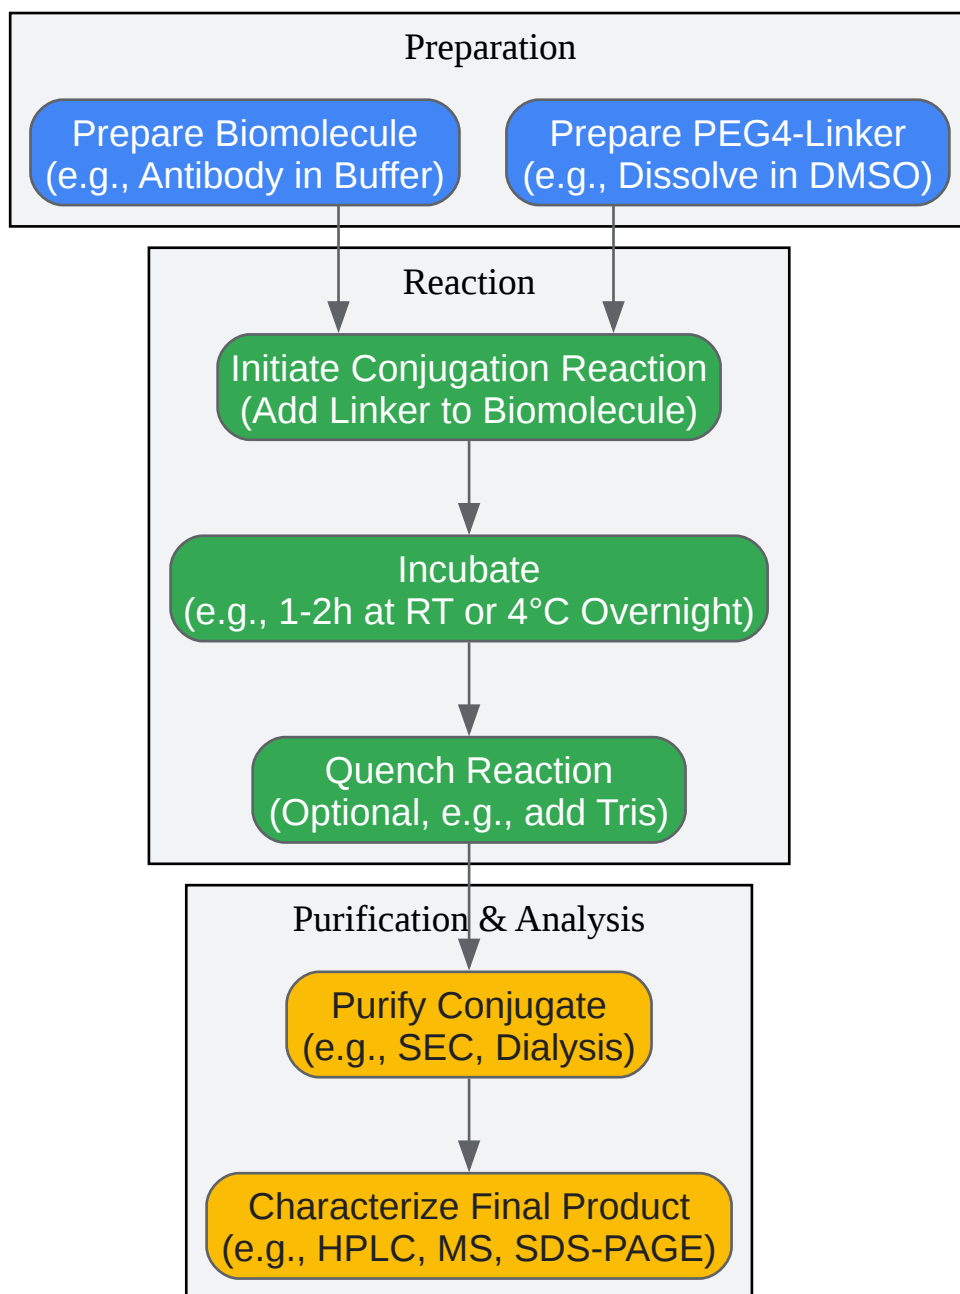 Preparation
Prepare Biomolecule
(e.g., Antibody in Buffer)
Prepare PEG4-Linker
(e.g., Dissolve in DMSO)
Reaction
Initiate Conjugation Reaction
(Add Linker to Biomolecule)
Incubate
(e.g., 1-2h at RT or 4°C Overnight)
Quench Reaction
(Optional, e.g., add Tris)
Purification & Analysis
Purify Conjugate
(e.g., SEC, Dialysis)
Characterize Final Product
(e.g., HPLC, MS, SDS-PAGE)